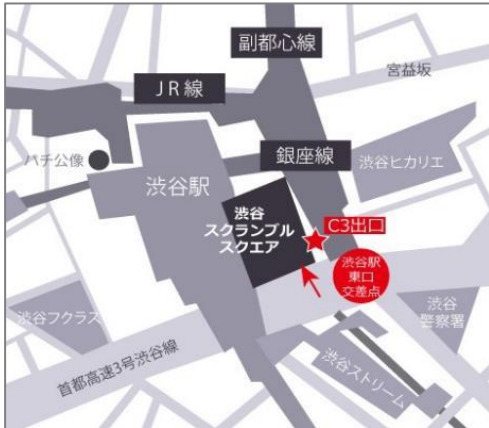 副都心線
宮益坂
JR線
ハチ公像
銀座線
渋谷ヒカリエ
渋谷駅
渋谷
スクランブル
スクエア
C3出口
渋谷駅
東口
交差点
渋谷フクラス
渋谷
警察署
首都高速3号渋谷線
渋谷ストリーム